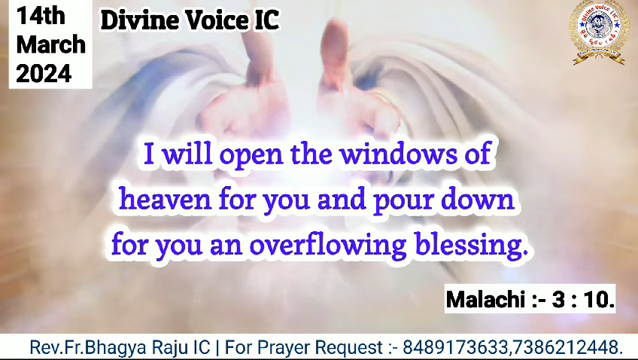 14th
March
2024
Divine Voice IC
I will open the windows of
heaven for you and pour down
for you an overflowing blessing.
Malachi :- 3 : 10.
Rev.Fr.Bhagya Raju IC | For Prayer Request :- 8489173633,7386212448.